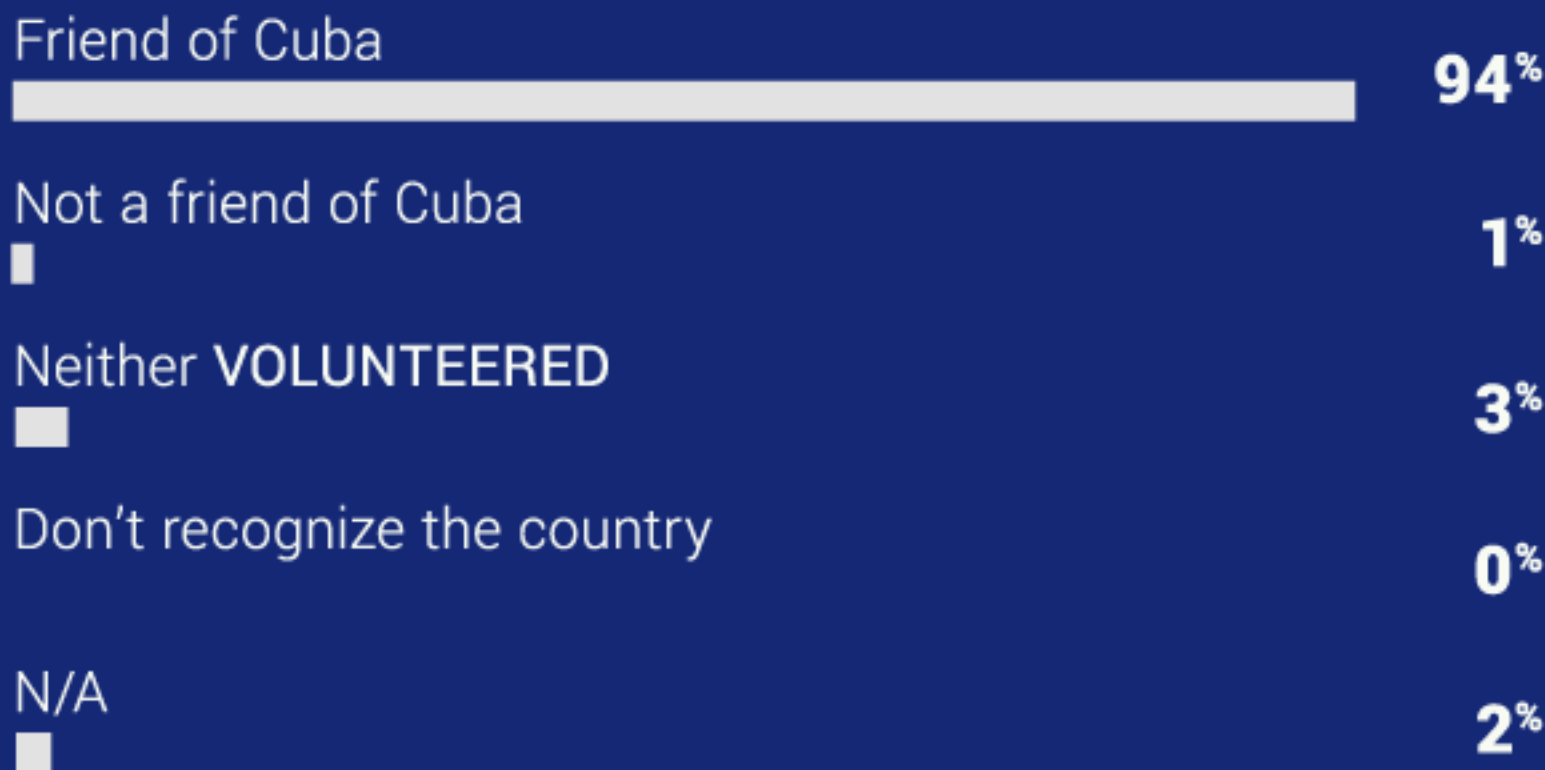 Friend of Cuba
94%
Not a friend of Cuba
1%
Neither VOLUNTEERED
3%
Don't recognize the country
0%
N/A
2%